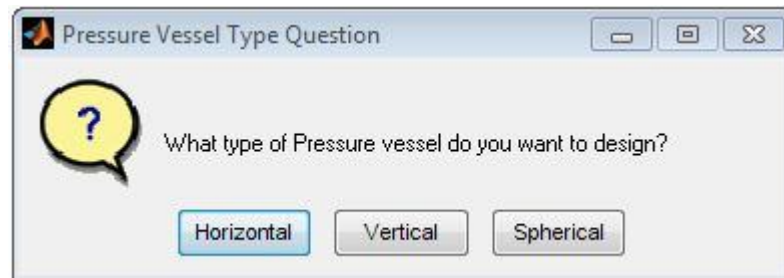 Pressure Vessel Type Question
?
What type of Pressure vessel do you want to design?
Horizontal Vertical Spherical